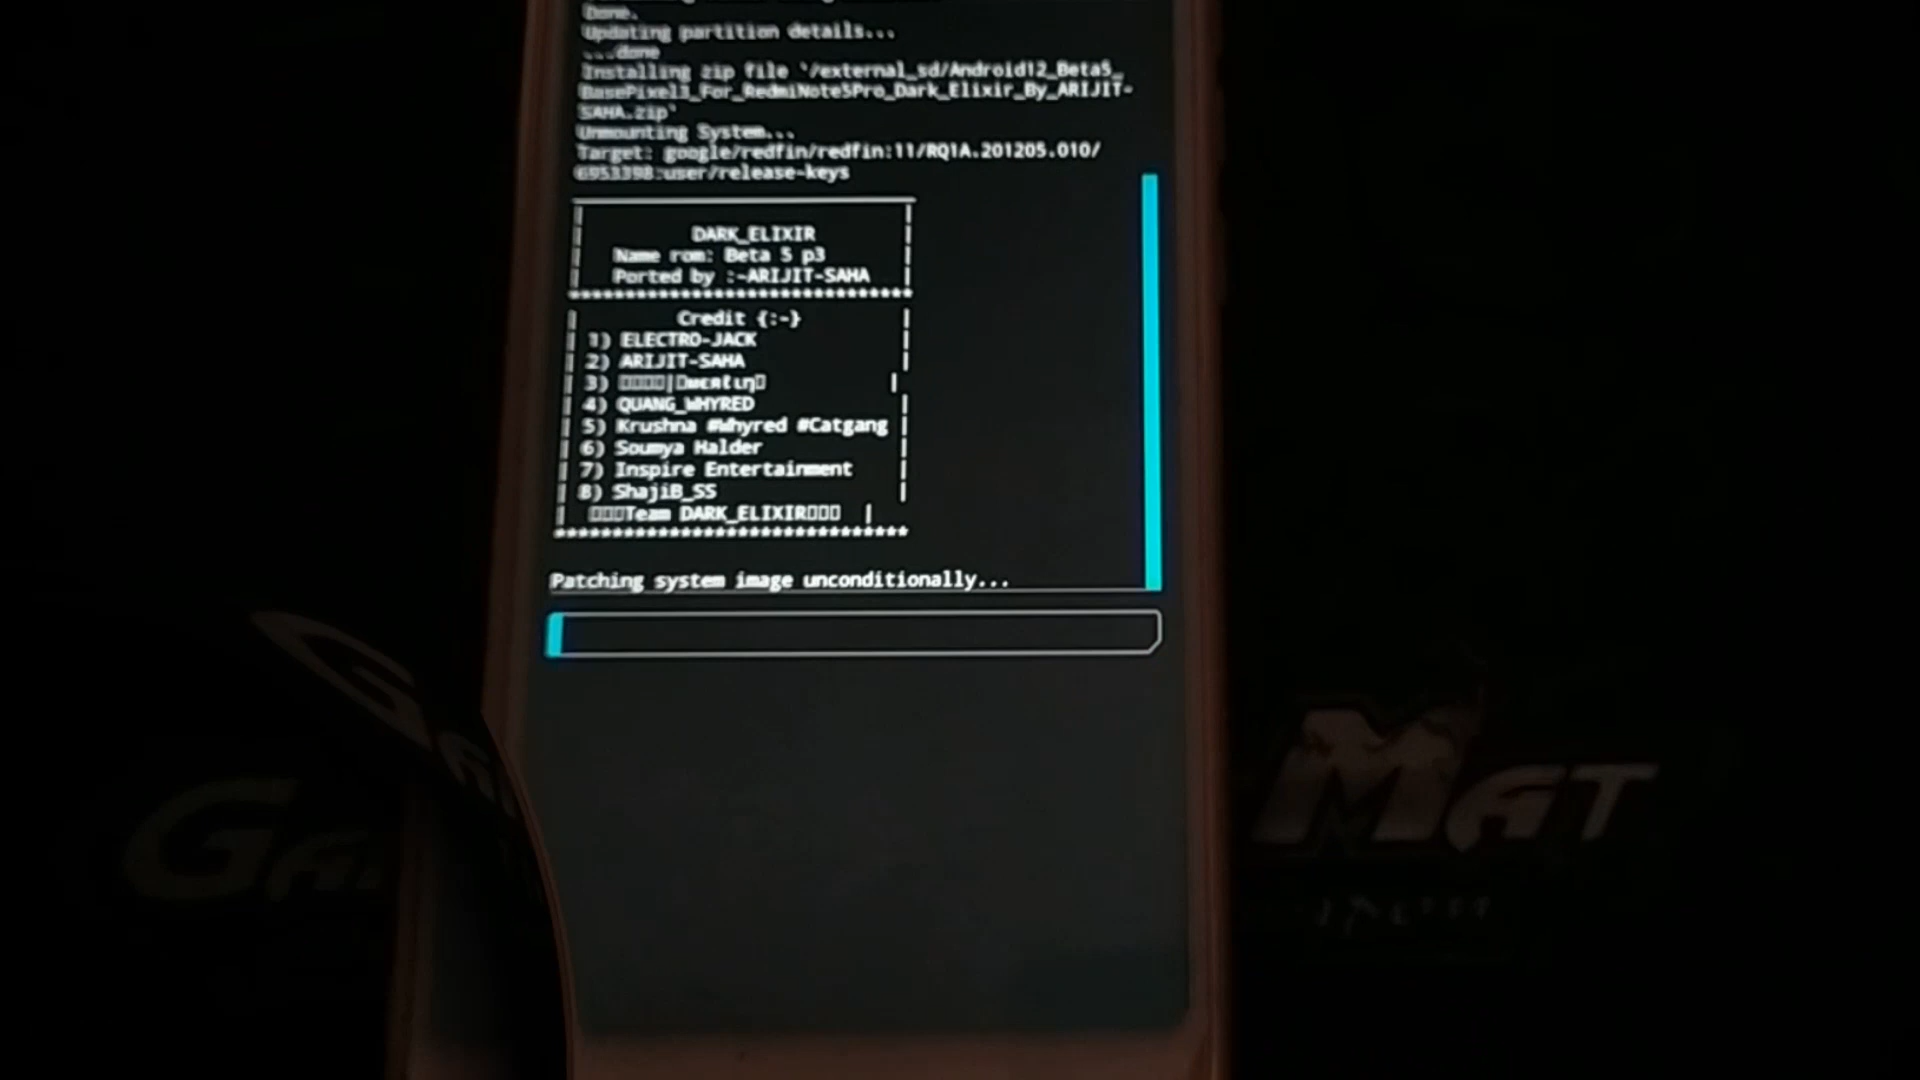 Done.
Updating partition details...
...done
Installing zip file '/external_sd/Android12_Beta5_
BasePixel3_For_RedmiNote5Pro_Dark_Elixir_By_ARIJIT-
SAHA.zip'
Unmounting System...
Target: google/redfin/redfin:11/RQ1A.201205.010/
6953398:user/release-keys
DARK_ELIXIR
Name rom: Beta 5 p3
Ported by :-ARIJIT-SAHA
*******************************
Credit {:-}
1) ELECTRO-JACK
2) ARIJIT-SAHA
3)
4) QUANG_WHYRED
5) Krushna #Whyred #Catgang
6) Soumya Halder
7) Inspire Entertainment
8) ShajiB_SS
Team DARK_ELIXIR
*******************************
Patching system image unconditionally...
MAT